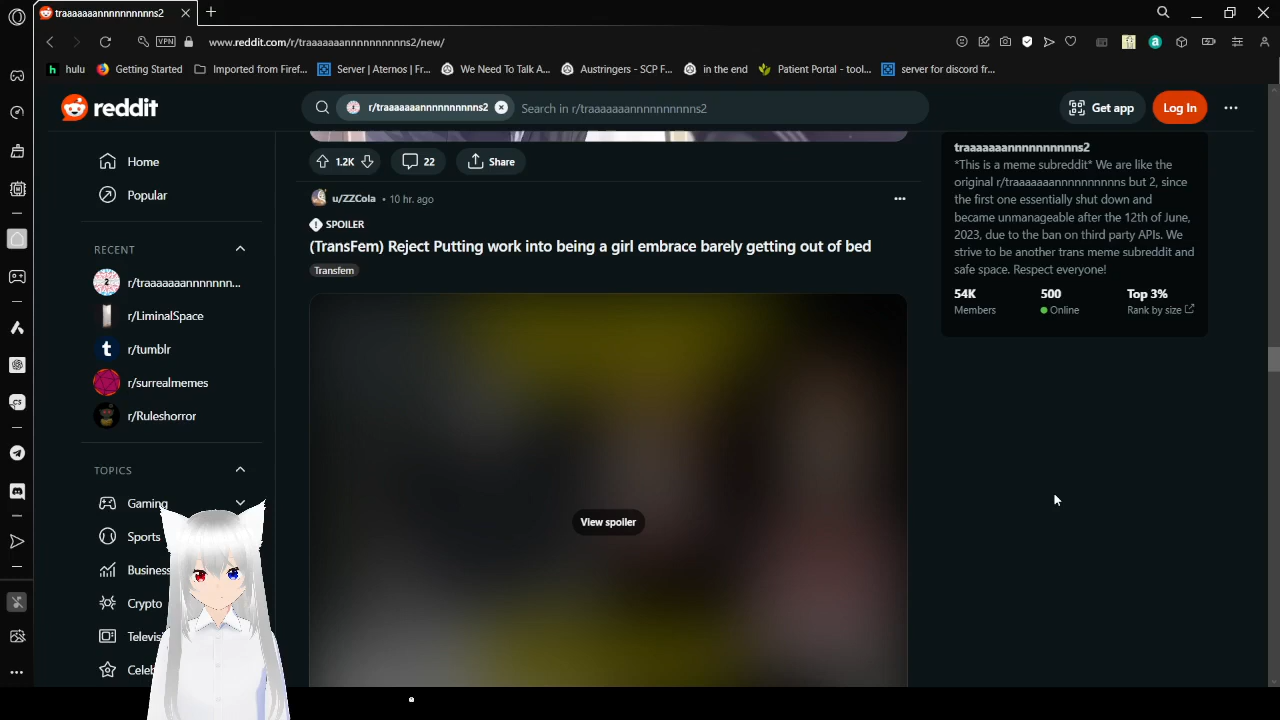 traaaaaaannnnnnnnnns2
VPN
www.reddit.com/r/traaaaaaannnnnnnnnns2/new/
hulu
Getting Started
Imported from Firef...
Server | Aternos | Fr...
We Need To Talk A...
Austringers - SCP F...
in the end
Patient Portal - tool...
server for discord fr...
reddit
r/traaaaaaannnnnnnnnns2
Search in r/traaaaaaannnnnnnnnns2
Get app
Log In
Home
Popular
RECENT
r/traaaaaaannnnnnn...
r/LiminalSpace
r/tumblr
r/surrealmemes
r/Ruleshorror
TOPICS
Gaming
Sports
Business
Crypto
Televisi
Celeb
1.2K
22
Share
u/ZZCola • 10 hr. ago
SPOILER
(TransFem) Reject Putting work into being a girl embrace barely getting out of bed
Transfem
View spoiler
traaaaaaannnnnnnnnns2
*This is a meme subreddit* We are like the
original r/traaaaaaannnnnnnnnns but 2, since
the first one essentially shut down and
became unmanageable after the 12th of June,
2023, due to the ban on third party APIs. We
strive to be another trans meme subreddit and
safe space. Respect everyone!
54K
Members
500
Online
Top 3%
Rank by size